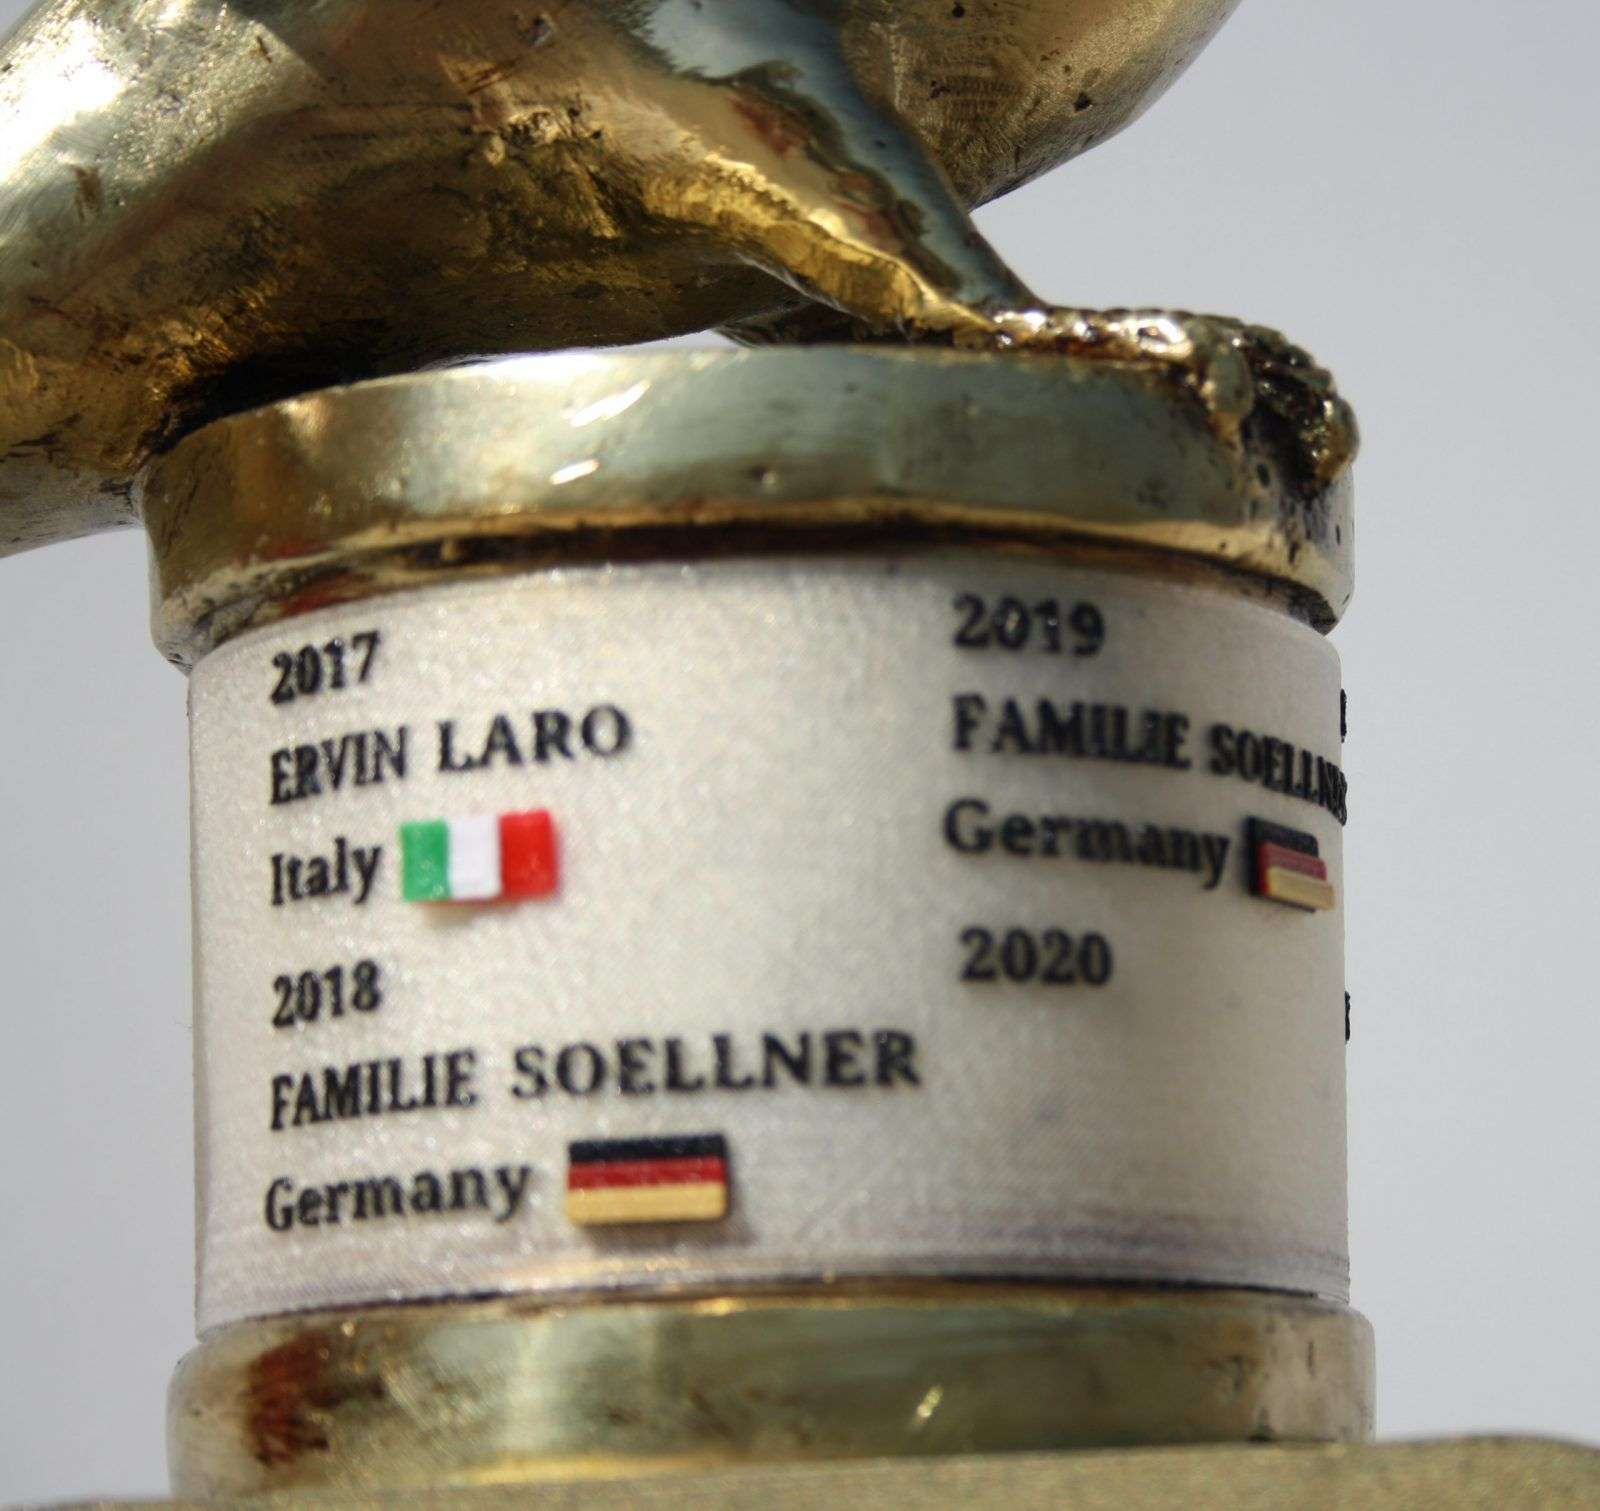 2017
ERVIN LARO
Italy
2018
FAMILIE SOELLNER
Germany
2019
FAMILIE
Germany
2020